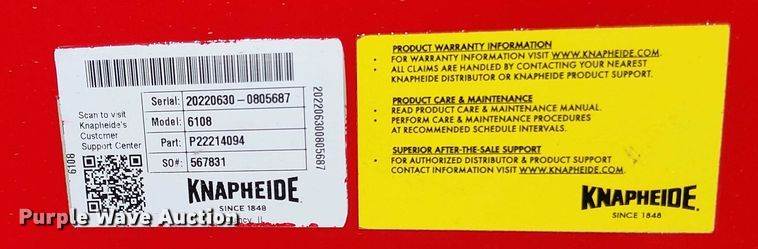 Scan to visit
Knapheide's
Customer
Support Center
6108
Serial: 20220630-0805687
Model: 6108
Part: P22214094
SO#: 567831
202206300805687
KNAPHEIDE
SINCE 1848
IL
PRODUCT WARRANTY INFORMATION
• FOR WARRANTY INFORMATION VISIT WWW.KNAPHEIDE.COM.
• ALL CLAIMS ARE HANDLED BY CONTACTING YOUR NEAREST
KNAPHEIDE DISTRIBUTOR OR KNAPHEIDE PRODUCT SUPPORT.
PRODUCT CARE & MAINTENANCE
• READ PRODUCT CARE & MAINTENANCE MANUAL.
• PERFORM CARE & MAINTENANCE PROCEDURES
AT RECOMMENDED SCHEDULE INTERVALS.
SUPERIOR AFTER-THE-SALE SUPPORT
• FOR AUTHORIZED DISTRIBUTOR & PRODUCT SUPPORT
CONTACT INFORMATION VISIT WWW.KNAPHEIDE.COM.
KNAPHEIDE.
SINCE 1848
Purple Wave Auction